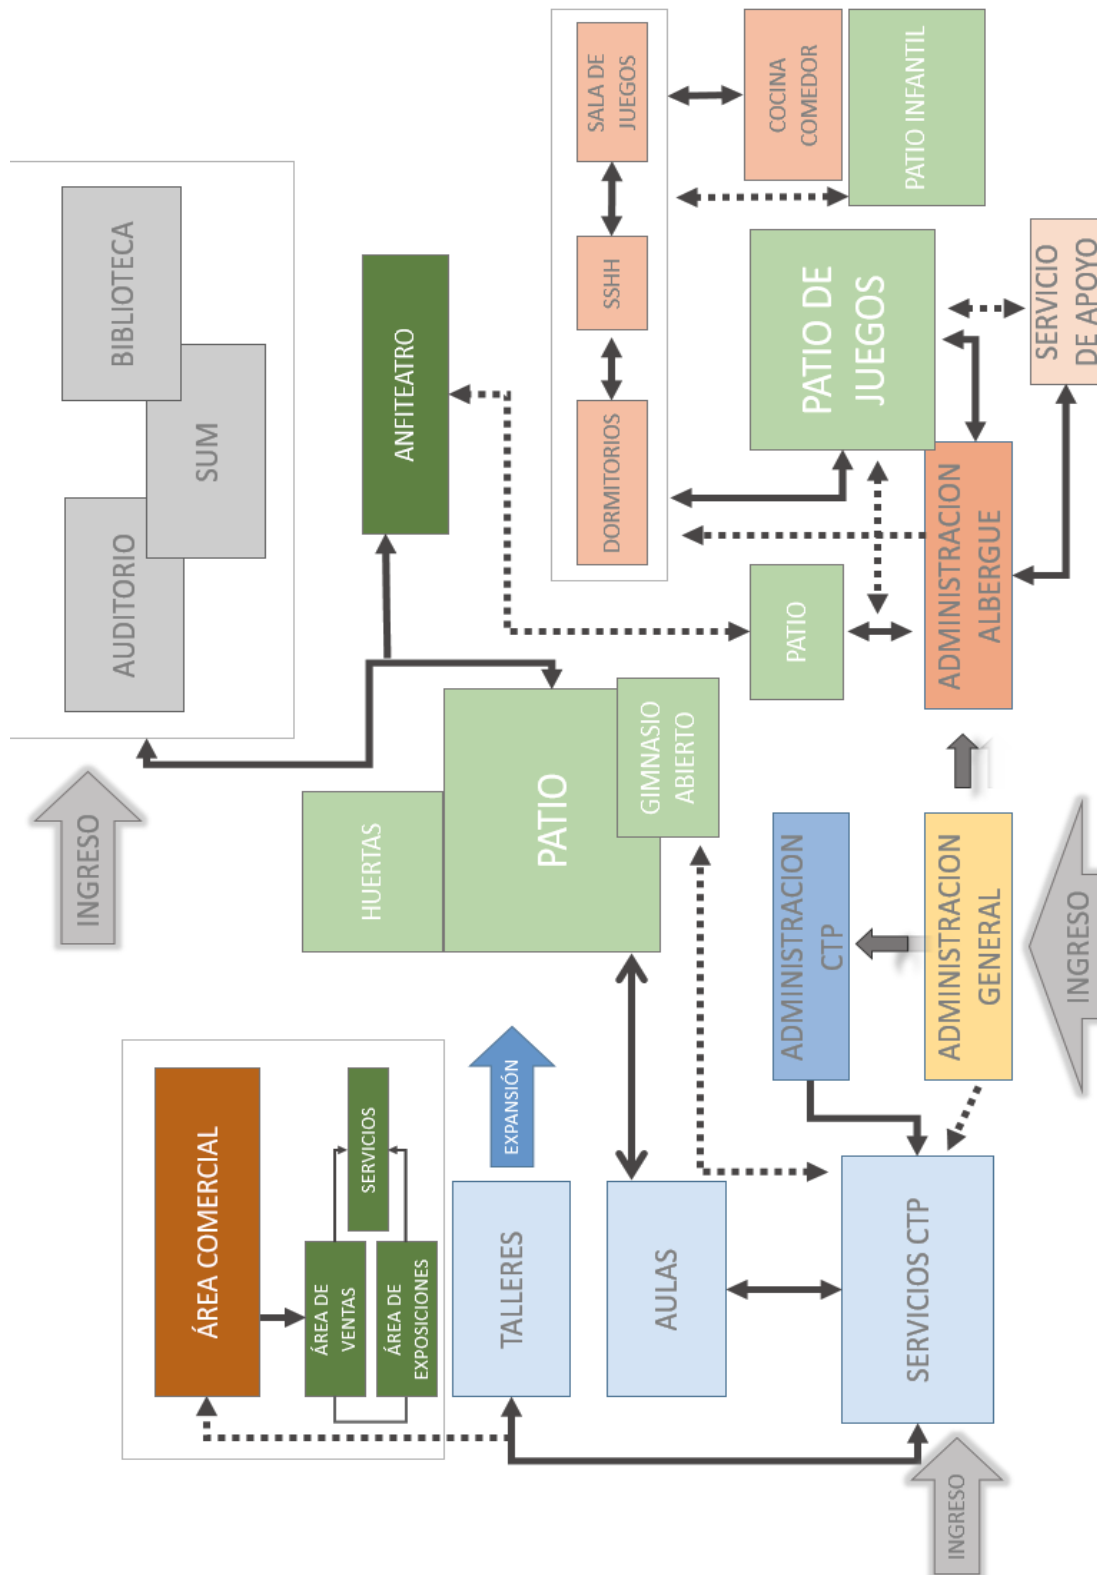 ÁREA COMERCIAL
ÁREA DE
VENTAS
ÁREA DE
EXPOSICIONES
SERVICIOS
INGRESO
AUDITORIO
SUM
BIBLIOTECA
TALLERES
EXPANSIÓN
HUERTAS
PATIO
GIMNASIO
ABIERTO
ANFITEATRO
AULAS
DORMITORIOS
SSHH
SALA DE
JUEGOS
COCINA
COMEDOR
PATIO INFANTIL
SERVICIOS CTP
ADMINISTRACION
CTP
PATIO
PATIO DE
JUEGOS
INGRESO
ADMINISTRACION
GENERAL
ADMINISTRACION
ALBERGUE
SERVICIO
DE APOYO
INGRESO